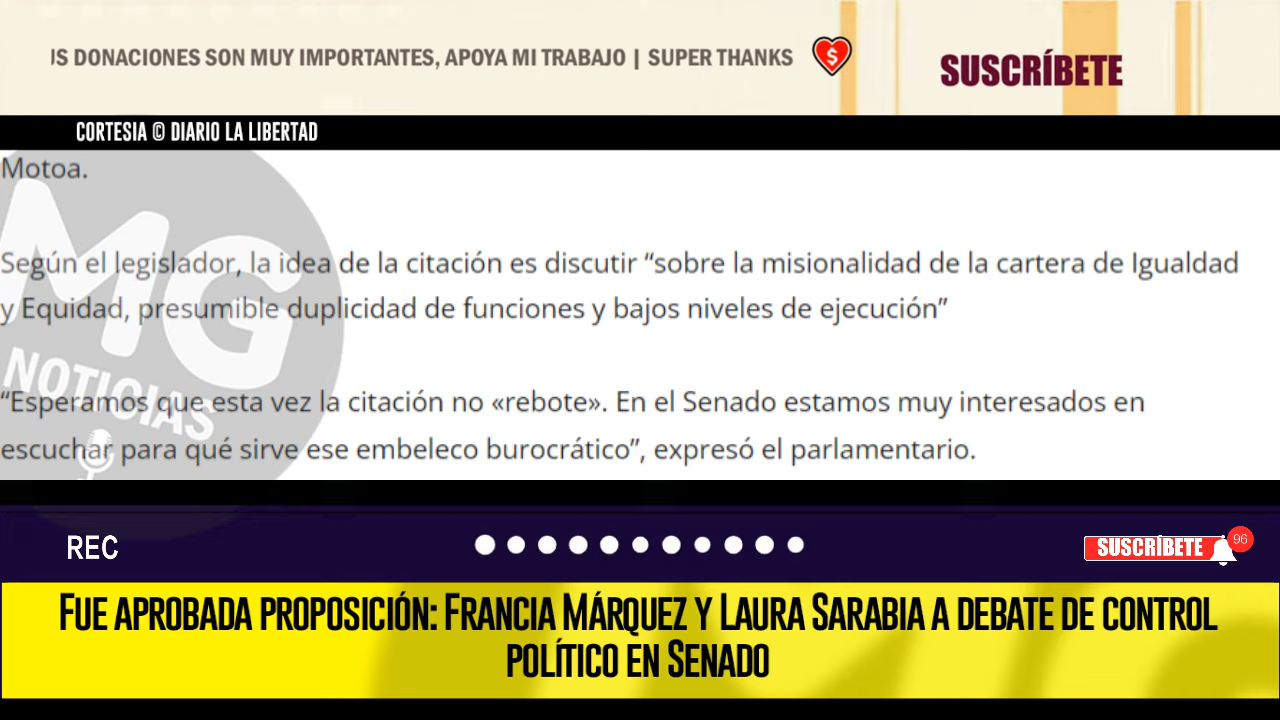 US DONACIONES SON MUY IMPORTANTES, APOYA MI TRABAJO | SUPER THANKS
$
SUSCRÍBETE
CORTESIA © DIARIO LA LIBERTAD
Motoa.
Según el legislador, la idea de la citación es discutir “sobre la misionalidad de la cartera de Igualdad
y Equidad, presumible duplicidad de funciones y bajos niveles de ejecución”
“Esperamos que esta vez la citación no «rebote». En el Senado estamos muy interesados en
escuchar para qué sirve ese embeleco burocrático”, expresó el parlamentario.
MG
NOTICIAS
REC
SUSCRÍBETE
96
FUE APROBADA PROPOSICIÓN: FRANCIA MÁRQUEZ Y LAURA SARABIA A DEBATE DE CONTROL
POLÍTICO EN SENADO